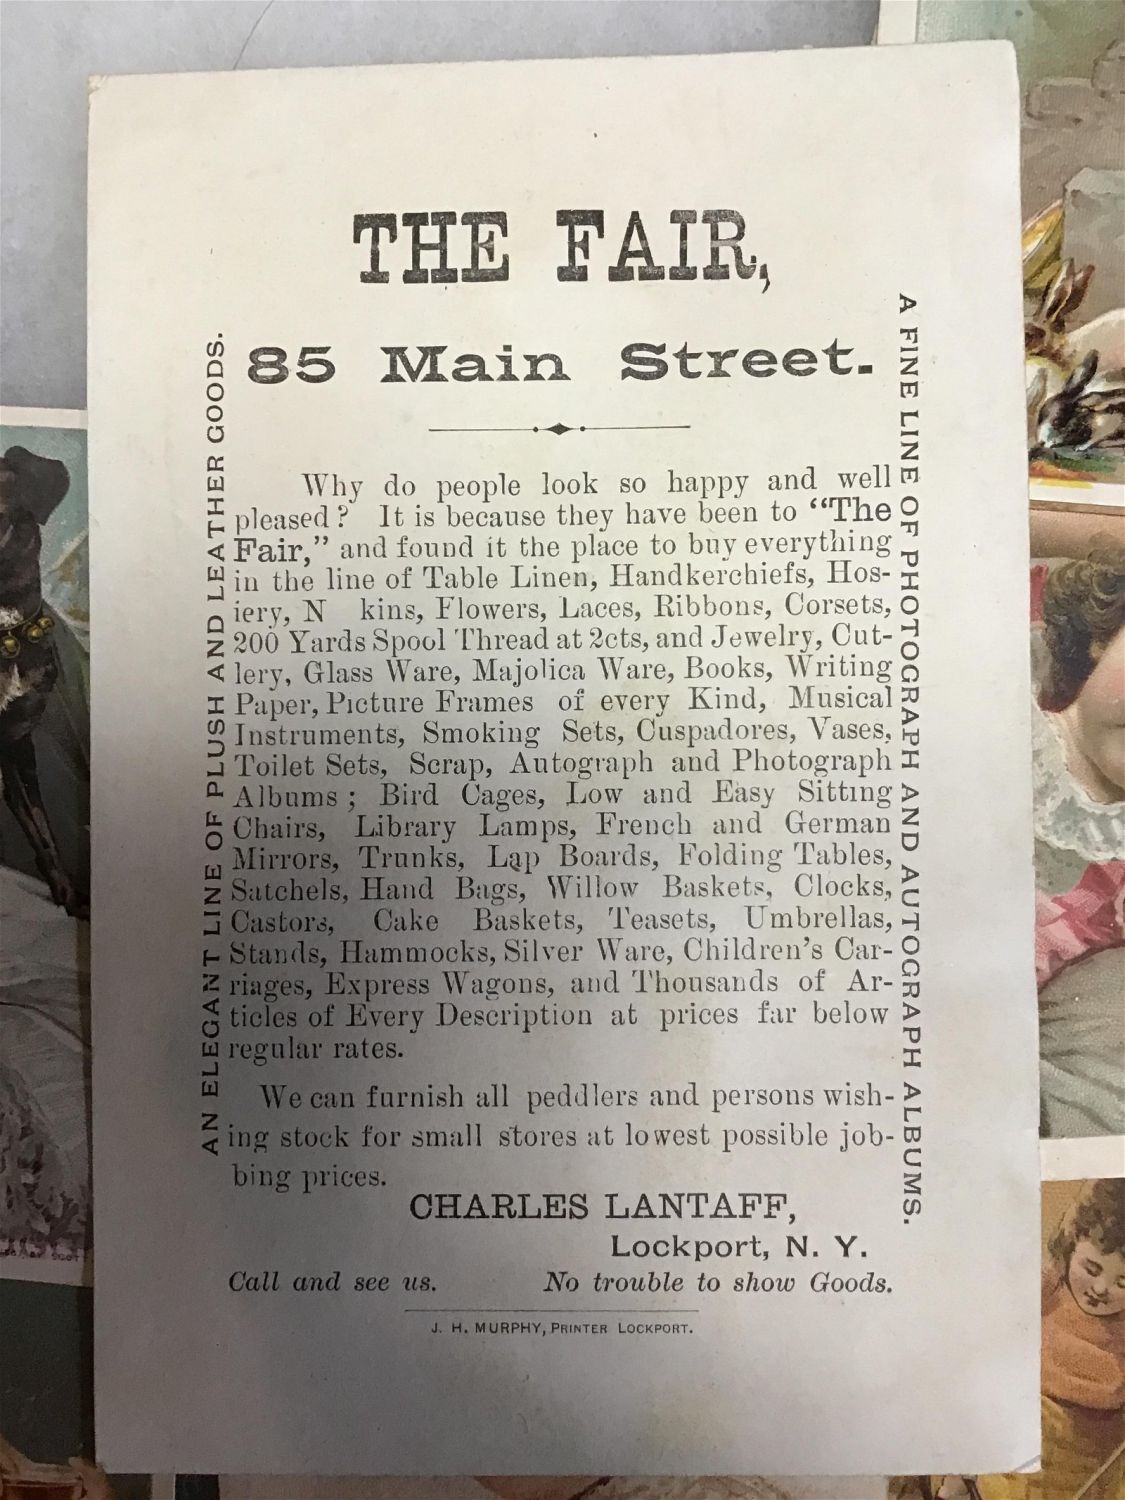 THE FAIR,
85 Main Street.
AN ELEGANT LINE OF PLUSH AND LEATHER GOODS.
Why do people look so happy and well
pleased? It is because they have been to “The
Fair,” and found it the place to buy everything
in the line of Table Linen, Handkerchiefs, Hos-
iery, N kins, Flowers, Laces, Ribbons, Corsets,
200 Yards Spool Thread at 2cts, and Jewelry, Cut-
lery, Glass Ware, Majolica Ware, Books, Writing
Paper, Picture Frames of every Kind, Musical
Instruments, Smoking Sets, Cuspadores, Vases,
Toilet Sets, Scrap, Autograph and Photograph
Albums; Bird Cages, Low and Easy Sitting
Chairs, Library Lamps, French and German
Mirrors, Trunks, Lap Boards, Folding Tables,
Satchels, Hand Bags, Willow Baskets, Clocks,
Castors, Cake Baskets, Teasets, Umbrellas,
Stands, Hammocks, Silver Ware, Children's Car-
riages, Express Wagons, and Thousands of Ar-
ticles of Every Description at prices far below
regular rates.
We can furnish all peddlers and persons wish-
ing stock for small stores at lowest possible job-
bing prices.
CHARLES LANTAFF,
Lockport, N. Y.
Call and see us. No trouble to show Goods.
J. H. MURPHY, PRINTER LOCKPORT.
A FINE LINE OF PHOTOGRAPH AND AUTOGRAPH ALBUMS.